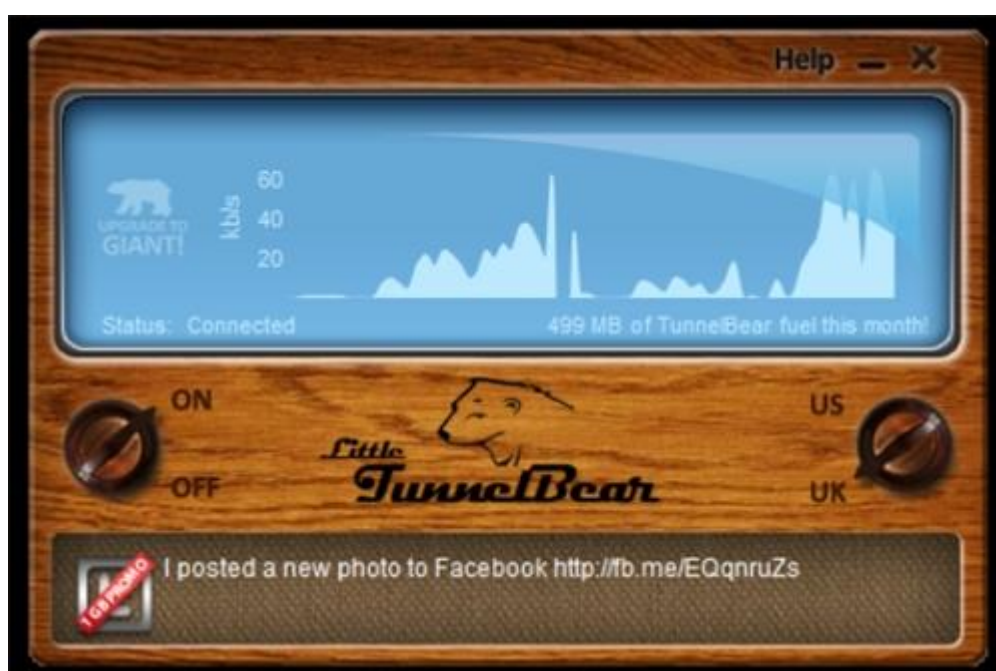 Help
60
40
20
kb|s
UPGRADE TO
GIANT!
Status: Connected
499 MB of TunnelBear fuel this month!
ON
OFF
US
UK
Little
TunnelBear
I posted a new photo to Facebook http://fb.me/EQqnruZs
1 GB PROMO